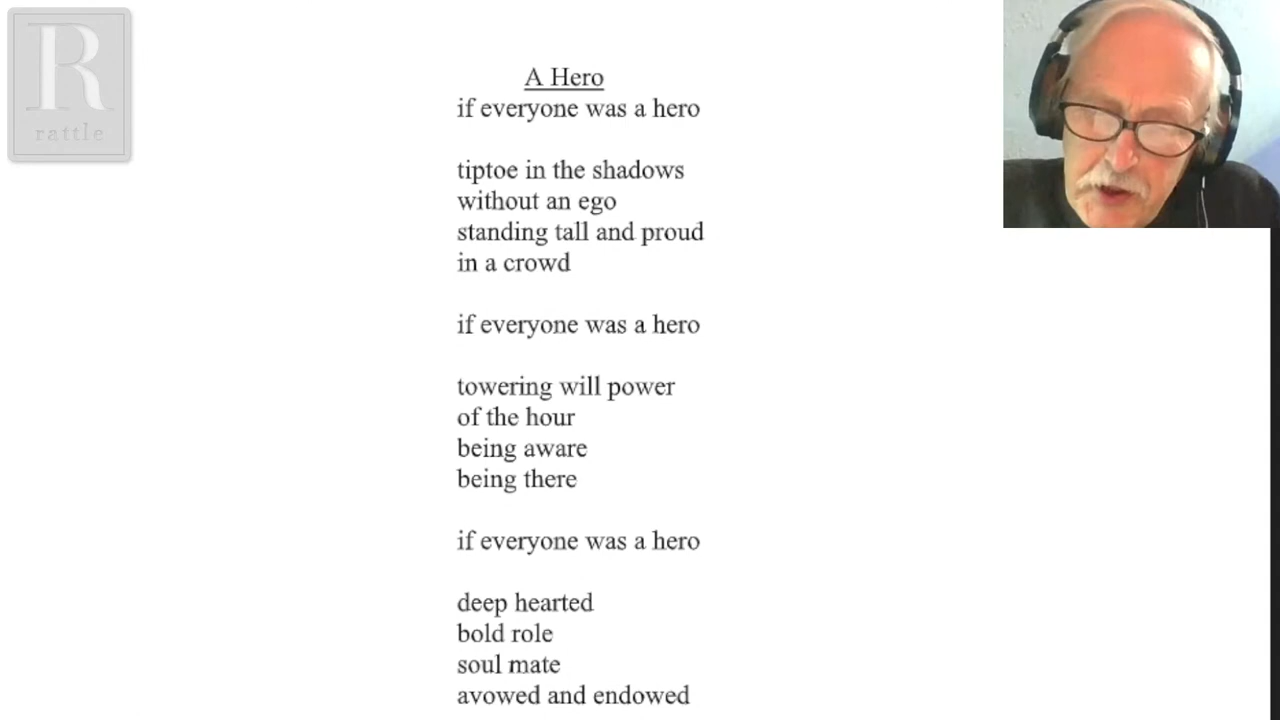 R
rattle
A Hero
if everyone was a hero
tiptoe in the shadows
without an ego
standing tall and proud
in a crowd
if everyone was a hero
towering will power
of the hour
being aware
being there
if everyone was a hero
deep hearted
bold role
soul mate
avowed and endowed